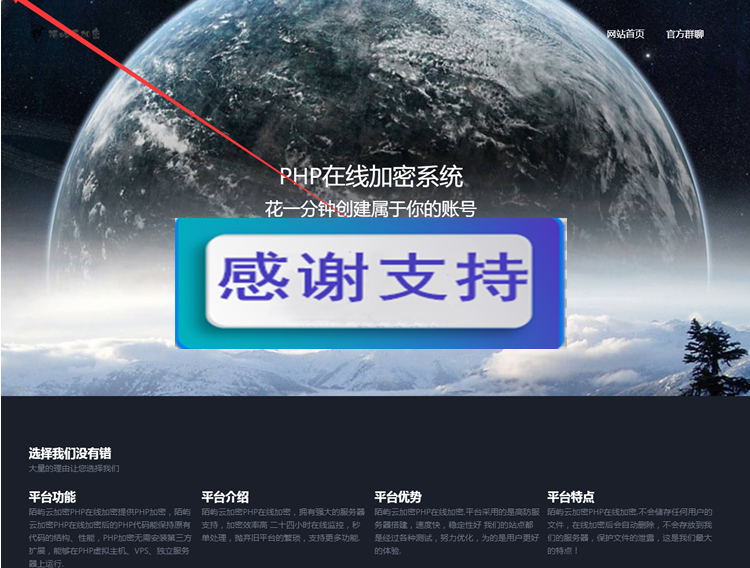 网站首页 官方群聊
PHP在线加密系统
花一分钟创建属于你的账号
感谢支持
选择我们没有错
大量的理由让您选择我们
平台功能
陌屿云加密PHP在线加密提供PHP加密，陌屿
云加密PHP在线加密后的PHP代码能保持原有
代码的结构、性能，PHP加密无需安装第三方
扩展，能够在PHP虚拟主机、VPS、独立服务
器上运行.
平台介绍
陌屿云加密PHP在线加密，拥有强大的服务器
支持，加密效率高 二十四小时在线监控，秒
单处理，抛弃旧平台的繁琐，支持更多功能.
平台优势
陌屿云加密PHP在线加密.平台采用的是高防服
务器搭建，速度快，稳定性好 我们的站点都
是经过各种测试，努力优化，为的是用户更好
的体验.
平台特点
陌屿云加密PHP在线加密.不会储存任何用户的
文件，在线加密后会自动删除，不会存放到我
们的服务器，保护文件的泄露，这是我们最大
的特点！